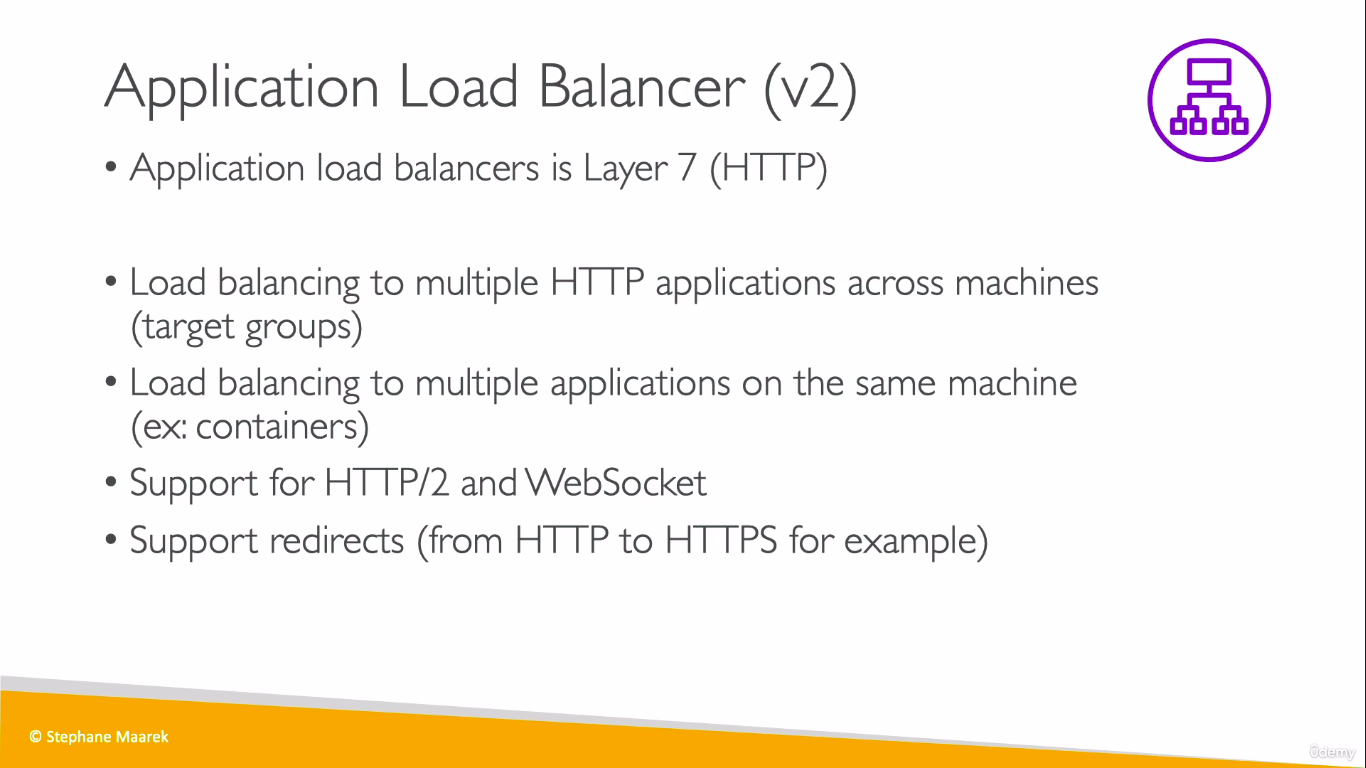 Application Load Balancer (v2)
• Application load balancers is Layer 7 (HTTP)
• Load balancing to multiple HTTP applications across machines
(target groups)
• Load balancing to multiple applications on the same machine
(ex: containers)
• Support for HTTP/2 and WebSocket
• Support redirects (from HTTP to HTTPS for example)
© Stephane Maarek
ûdemy